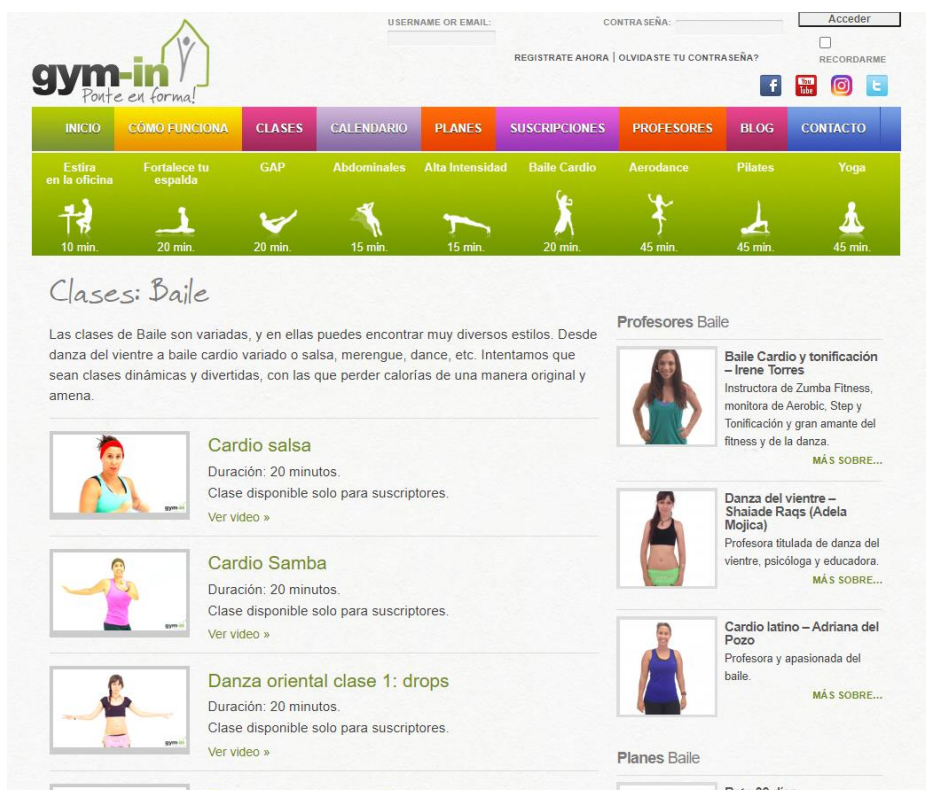 USERNAME OR EMAIL:
CONTRASEÑA:
Acceder
RECORDARME
REGISTRATE AHORA | OLVIDASTE TU CONTRASEÑA?
gym-in
Ponte en forma!
f
You
Tube
t
INICIO
CÓMO FUNCIONA
CLASES
CALENDARIO
PLANES
SUSCRIPCIONES
PROFESORES
BLOG
CONTACTO
Estira
en la oficina
10 min.
Fortalece tu
espalda
20 min.
GAP
20 min.
Abdominales
15 min.
Alta Intensidad
15 min.
Baile Cardio
20 min.
Aerodance
45 min.
Pilates
45 min.
Yoga
45 min.
Clases: Baile
Las clases de Baile son variadas, y en ellas puedes encontrar muy diversos estilos. Desde
danza del vientre a baile cardio variado o salsa, merengue, dance, etc. Intentamos que
sean clases dinámicas y divertidas, con las que perder calorías de una manera original y
amena.
gym-in
Cardio salsa
Duración: 20 minutos.
Clase disponible solo para suscriptores.
Ver video »
gym-in
Cardio Samba
Duración: 20 minutos.
Clase disponible solo para suscriptores.
Ver video »
gym-in
Danza oriental clase 1: drops
Duración: 20 minutos.
Clase disponible solo para suscriptores.
Ver video »
Profesores Baile
Baile Cardio y tonificación
– Irene Torres
Instructora de Zumba Fitness,
monitora de Aerobic, Step y
Tonificación y gran amante del
fitness y de la danza.
MÁS SOBRE...
Danza del vientre –
Shaiade Raqs (Adela
Mojica)
Profesora titulada de danza del
vientre, psicóloga y educadora.
MÁS SOBRE...
Cardio latino – Adriana del
Pozo
Profesora y apasionada del
baile.
MÁS SOBRE...
Planes Baile